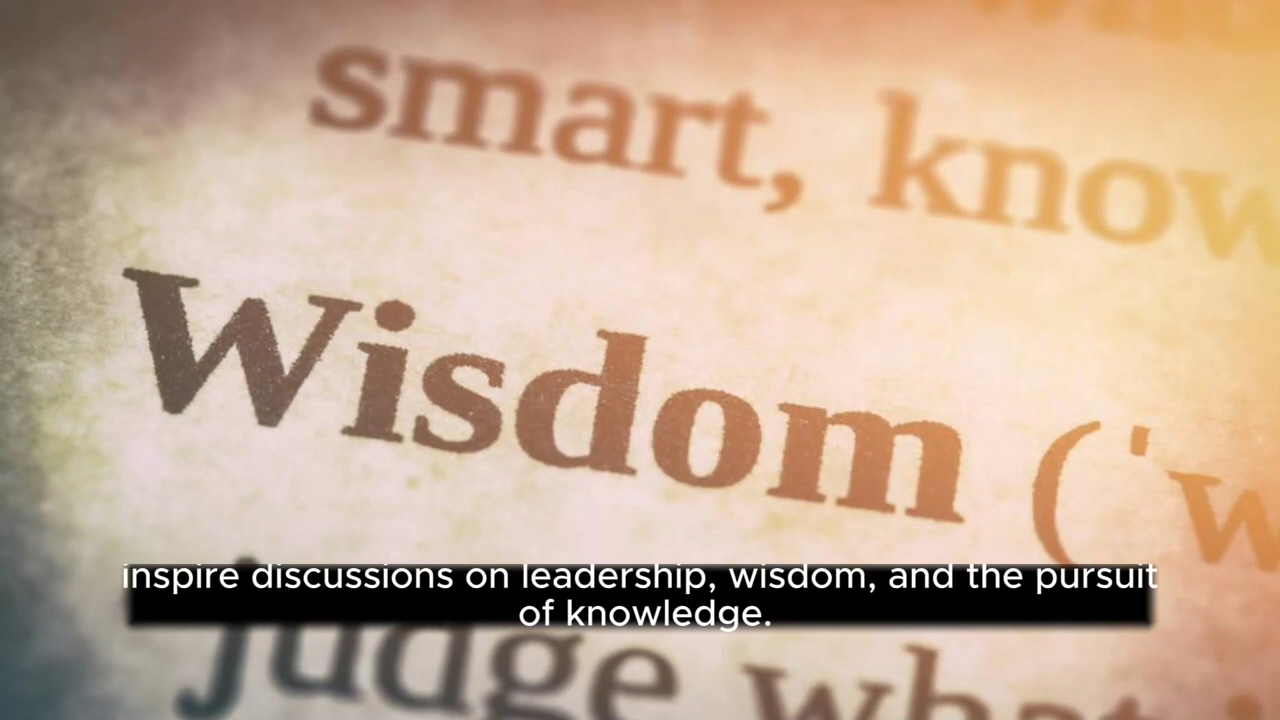 smart, know
Wisdom ('w
inspire discussions on leadership, wisdom, and the pursuit
of knowledge.
judge what i